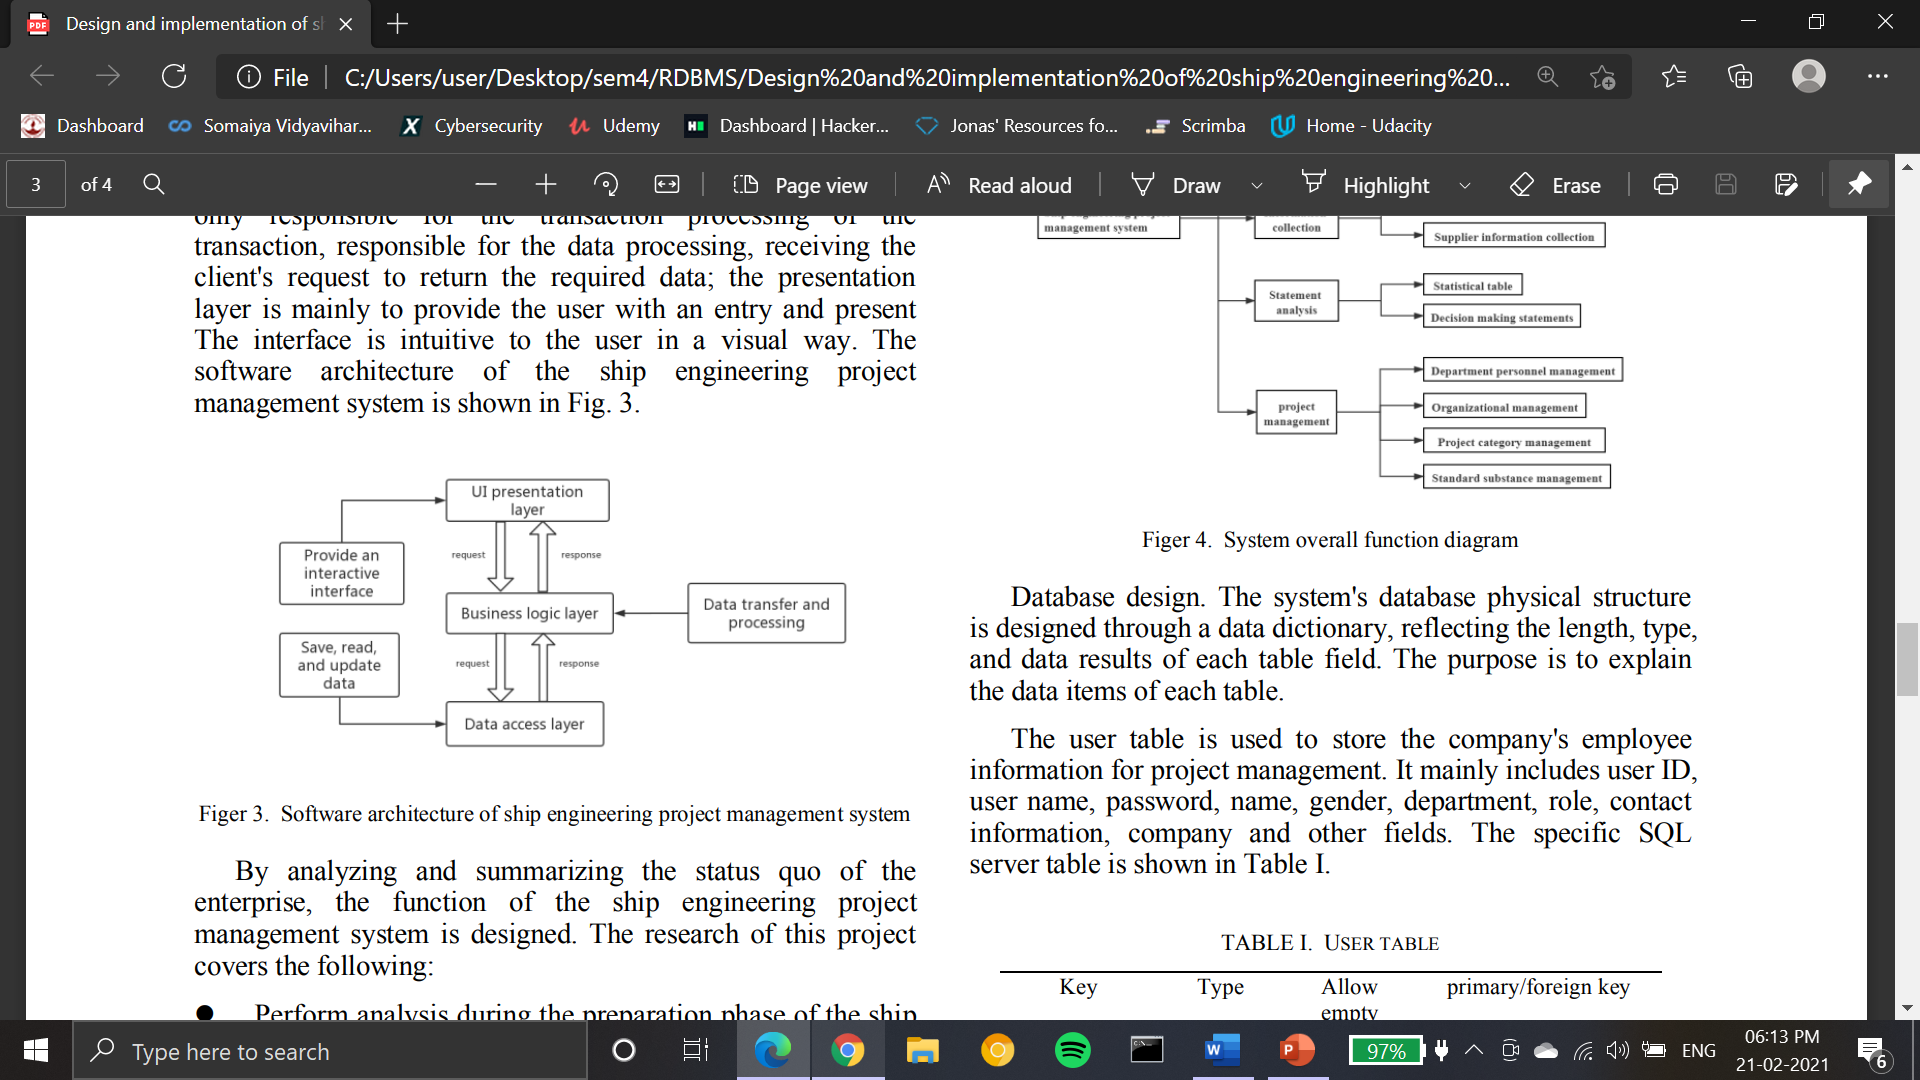 Design and implementation of sh
File
C:/Users/user/Desktop/sem4/RDBMS/Design%20and%20implementation%20of%20ship%20engineering%20...
Dashboard
Somaiya Vidyavihar...
Cybersecurity
Udemy
Dashboard | Hacker...
Jonas' Resources fo...
Scrimba
Home - Udacity
3 of 4
Page view
Read aloud
Draw
Highlight
Erase
only responsible for the transaction processing of the
transaction, responsible for the data processing, receiving the
client's request to return the required data; the presentation
layer is mainly to provide the user with an entry and present
The interface is intuitive to the user in a visual way. The
software architecture of the ship engineering project
management system is shown in Fig. 3.
UI presentation
layer
request
response
Provide an
interactive
interface
Business logic layer
Data transfer and
processing
Save, read,
and update
data
request
response
Data access layer
Figer 3. Software architecture of ship engineering project management system
By analyzing and summarizing the status quo of the
enterprise, the function of the ship engineering project
management system is designed. The research of this project
covers the following:
● Perform analysis during the preparation phase of the ship
management system
collection
Supplier information collection
Statement
analysis
Statistical table
Decision making statements
project
management
Department personnel management
Organizational management
Project category management
Standard substance management
Figer 4. System overall function diagram
Database design. The system's database physical structure
is designed through a data dictionary, reflecting the length, type,
and data results of each table field. The purpose is to explain
the data items of each table.
The user table is used to store the company's employee
information for project management. It mainly includes user ID,
user name, password, name, gender, department, role, contact
information, company and other fields. The specific SQL
server table is shown in Table I.
TABLE I. USER TABLE
Key Type Allow primary/foreign key
empty
Type here to search
97%
ENG
06:13 PM
21-02-2021
6